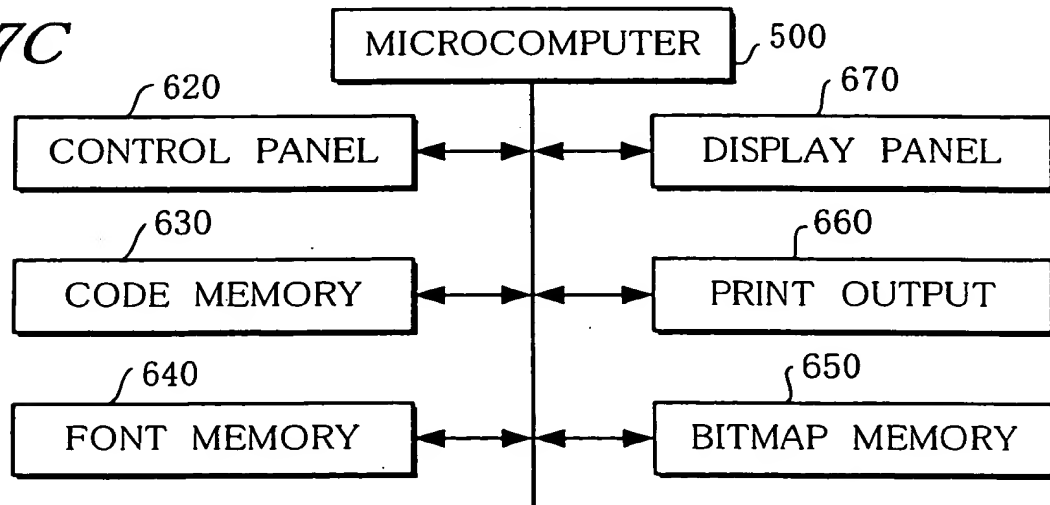 7C
MICROCOMPUTER 500
620 670
CONTROL PANEL DISPLAY PANEL
630 660
CODE MEMORY PRINT OUTPUT
640 650
FONT MEMORY BITMAP MEMORY